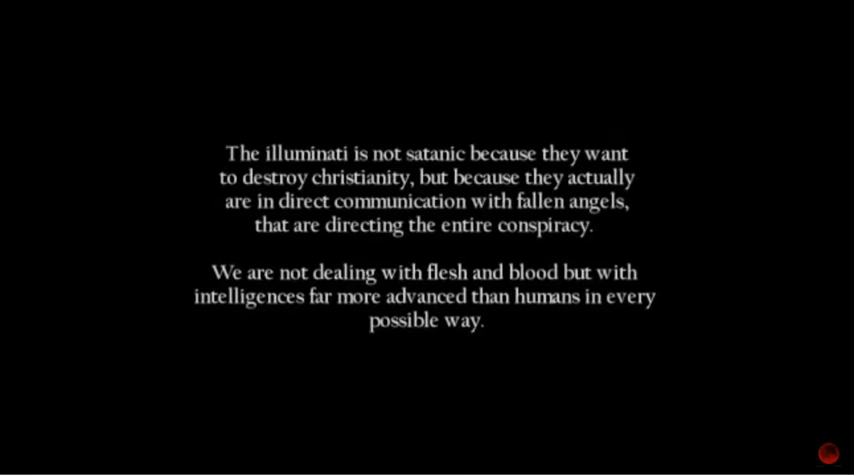 The illuminati is not satanic because they want
to destroy christianity, but because they actually
are in direct communication with fallen angels,
that are directing the entire conspiracy.
We are not dealing with flesh and blood but with
intelligences far more advanced than humans in every
possible way.